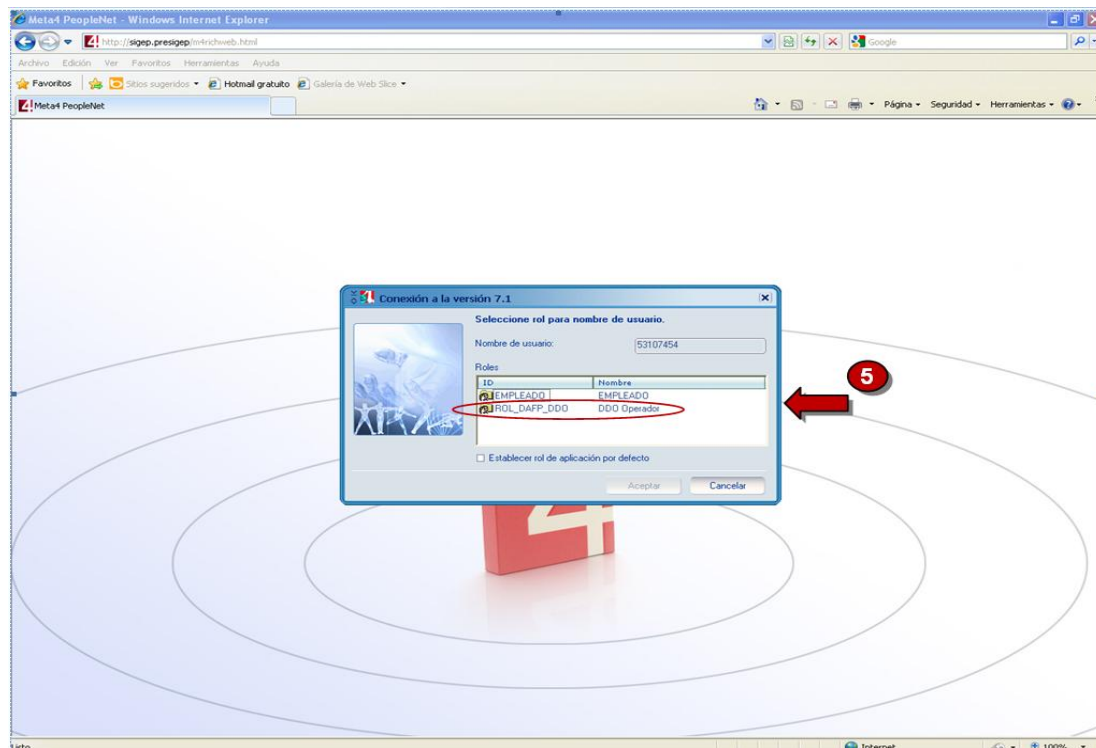 Meta4 PeopleNet - Windows Internet Explorer
http://sigep.presigep/m4richweb.html
Google
Archivo Edición Ver Favoritos Herramientas Ayuda
Favoritos Sitios sugeridos Hotmail gratuito Galería de Web Slice
Meta4 PeopleNet
Página Seguridad Herramientas
Conexión a la versión 7.1
Seleccione rol para nombre de usuario.
Nombre de usuario: 53107454
Roles
ID Nombre
EMPLEADO EMPLEADO
ROL_DAFP_DDO DDO Operador
5
Establecer rol de aplicación por defecto
Aceptar Cancelar
4
Listo Internet 100%